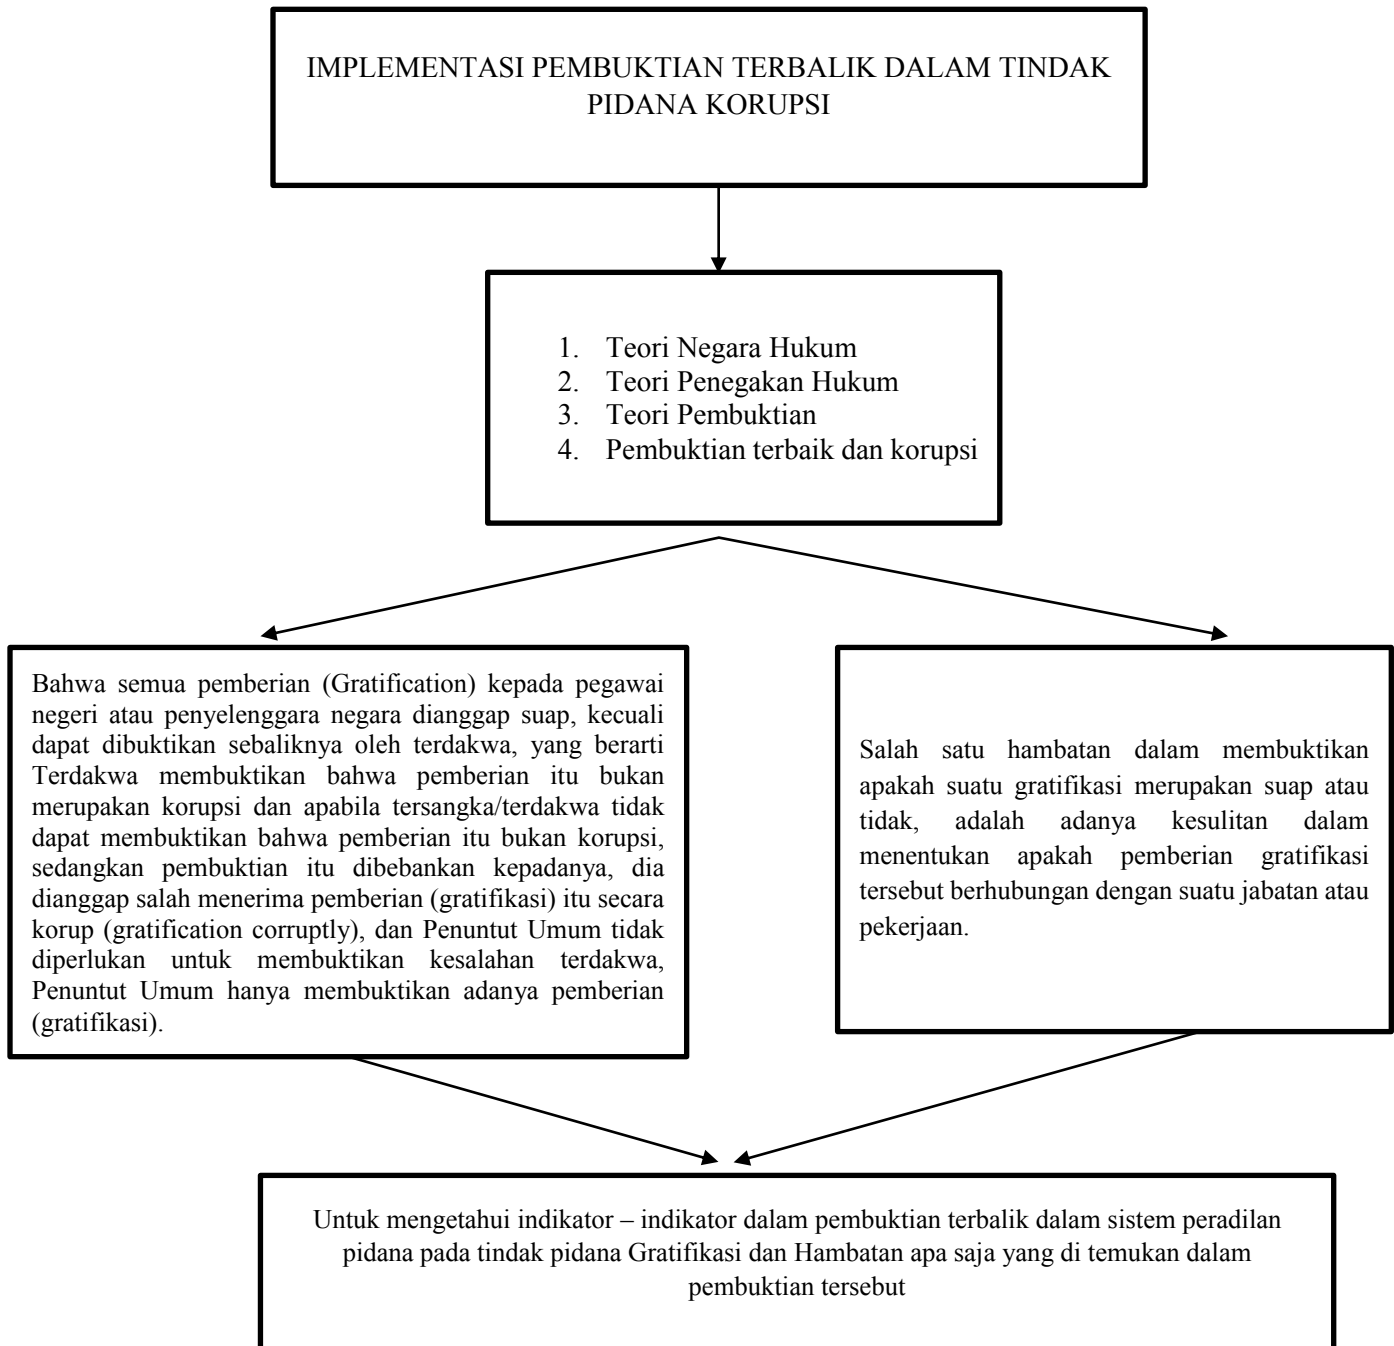 IMPLEMENTASI PEMBUKTIAN TERBALIK DALAM TINDAK
PIDANA KORUPSI
1. Teori Negara Hukum
2. Teori Penegakan Hukum
3. Teori Pembuktian
4. Pembuktian terbaik dan korupsi
Bahwa semua pemberian (Gratification) kepada pegawai
negeri atau penyelenggara negara dianggap suap, kecuali
dapat dibuktikan sebaliknya oleh terdakwa, yang berarti
Terdakwa membuktikan bahwa pemberian itu bukan
merupakan korupsi dan apabila tersangka/terdakwa tidak
dapat membuktikan bahwa pemberian itu bukan korupsi,
sedangkan pembuktian itu dibebankan kepadanya, dia
dianggap salah menerima pemberian (gratifikasi) itu secara
korup (gratification corruptly), dan Penuntut Umum tidak
diperlukan untuk membuktikan kesalahan terdakwa,
Penuntut Umum hanya membuktikan adanya pemberian
(gratifikasi).
Salah satu hambatan dalam membuktikan
apakah suatu gratifikasi merupakan suap atau
tidak, adalah adanya kesulitan dalam
menentukan apakah pemberian gratifikasi
tersebut berhubungan dengan suatu jabatan atau
pekerjaan.
Untuk mengetahui indikator – indikator dalam pembuktian terbalik dalam sistem peradilan
pidana pada tindak pidana Gratifikasi dan Hambatan apa saja yang di temukan dalam
pembuktian tersebut